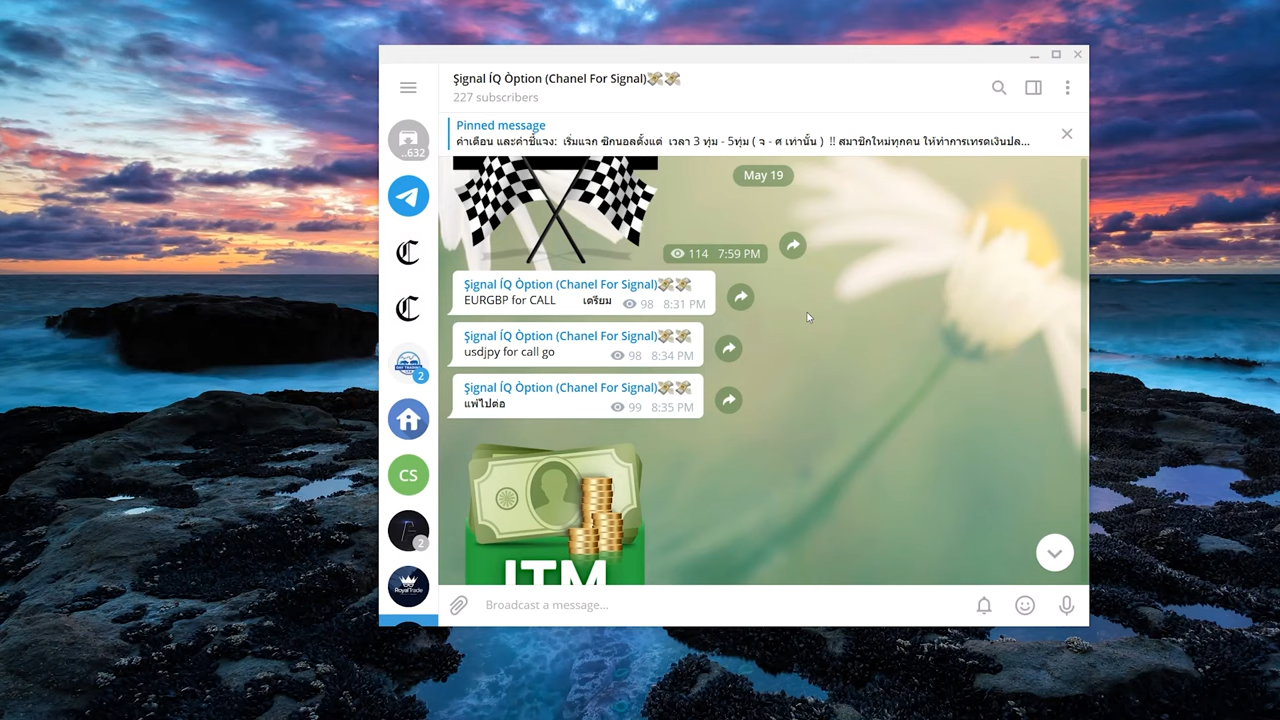 Şignal ÍQ Òption (Chanel For Signal)💸💸
227 subscribers
Pinned message
คำเตือน และคำชี้แจง: เริ่มแจก ซิกนอลตั้งแต่ เวลา 3 ทุ่ม - 5ทุ่ม ( จ - ศ เท่านั้น ) !! สมาชิกใหม่ทุกคน ให้ทำการเทรดเงินปล...
..632
May 19
114 7:59 PM
Şignal ÍQ Òption (Chanel For Signal)💸💸
EURGBP for CALL เตรียม 98 8:31 PM
Şignal ÍQ Òption (Chanel For Signal)💸💸
usdjpy for call go 98 8:34 PM
2
Şignal ÍQ Òption (Chanel For Signal)💸💸
แพ้ไปต่อ 99 8:35 PM
CS
2
ITM
RoyalTrade
Broadcast a message...